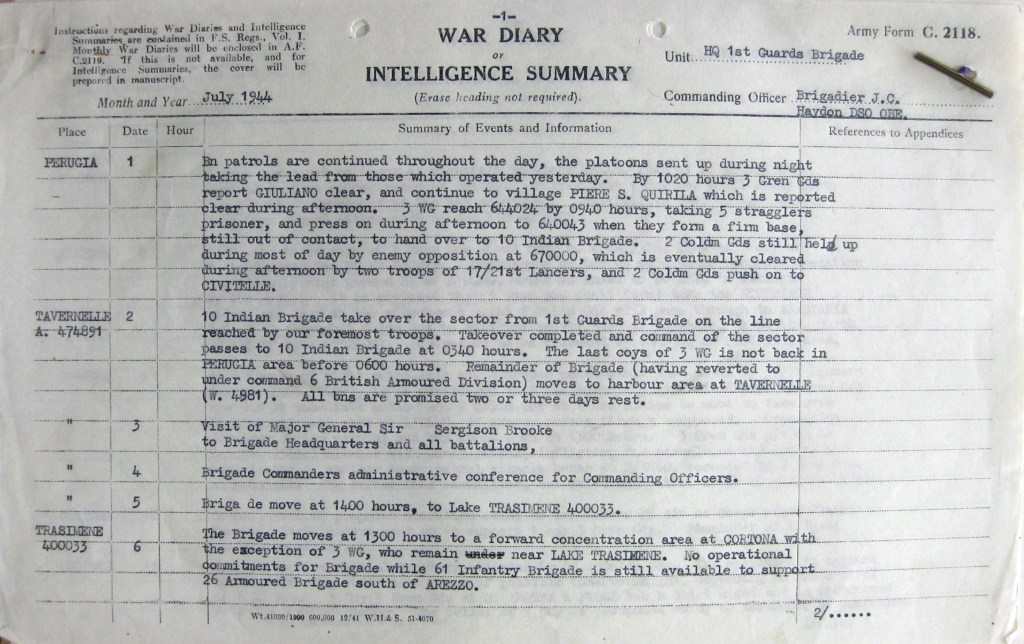 -1-
Instructions regarding War Diaries and Intelligence
Summaries are contained in F.S. Regs., Vol. I.
Monthly War Diaries will be enclosed in A.F.
C.2119. If this is not available, and for
Intelligence Summaries, the cover will be
prepared in manuscript.
WAR DIARY
or
INTELLIGENCE SUMMARY
(Erase heading not required).
Army Form C. 2118.
Unit HQ 1st Guards Brigade
Month and Year July 1944
Commanding Officer Brigadier J.C.
Haydon DSO OBE.
Place Date Hour Summary of Events and Information References to Appendices
PERUGIA 1 Bn patrols are continued throughout the day, the platoons sent up during night
taking the lead from those which operated yesterday. By 1020 hours 3 Gren Gds
report GIULIANO clear, and continue to village PIERE S. QUIRILA which is reported
clear during afternoon. 3 WG reach 644024 by 0940 hours, taking 5 stragglers
prisoner, and press on during afternoon to 640043 when they form a firm base,
still out of contact, to hand over to 10 Indian Brigade. 2 Coldm Gds still held up
during most of day by enemy opposition at 670000, which is eventually cleared
during afternoon by two troops of 17/21st Lancers, and 2 Coldm Gds push on to
CIVITELLE.
TAVERNELLE 2 10 Indian Brigade take over the sector from 1st Guards Brigade on the line
A. 474891 reached by our foremost troops. Takeover completed and command of the sector
passes to 10 Indian Brigade at 0340 hours. The last coys of 3 WG is not back in
PERUGIA area before 0600 hours. Remainder of Brigade (having reverted to
under command 6 British Armoured Division) moves to harbour area at TAVERNELLE
(W. 4981). All bns are promised two or three days rest.
" 3 Visit of Major General Sir Sergison Brooke
to Brigade Headquarters and all battalions,
" 4 Brigade Commanders administrative conference for Commanding Officers.
" 5 Briga de move at 1400 hours, to Lake TRASIMENE 400033.
TRASIMENE The Brigade moves at 1300 hours to a forward concentration area at CORTONA with
400033 6 the exception of 3 WG, who remain under near LAKE TRASIMENE. No operational
commitments for Brigade while 61 Infantry Brigade is still available to support
26 Armoured Brigade south of AREZZO.
Wt.41030/1900 600,000 12/41 W.H.& S. 51-4070
2/......